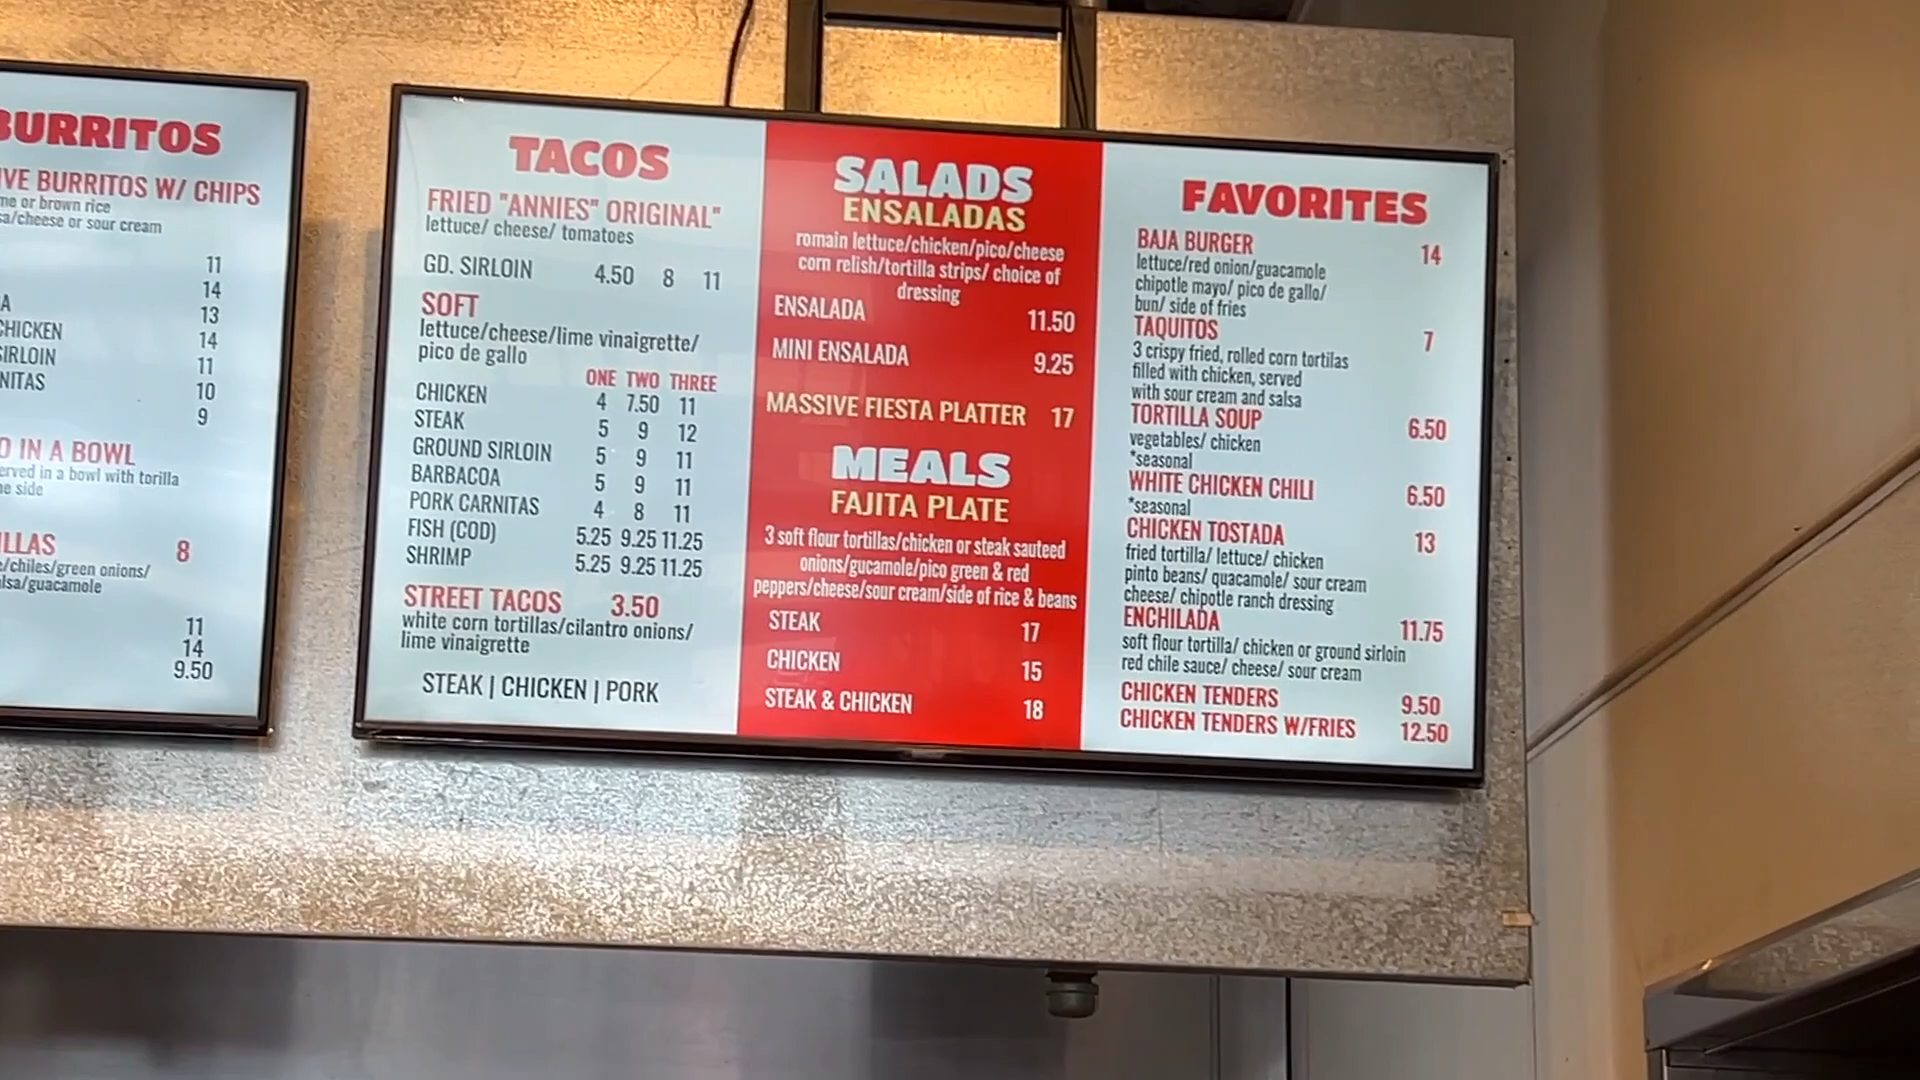 BURRITOS
IVE BURRITOS W/ CHIPS
me or brown rice
sa/cheese or sour cream
11
14
A 13
CHICKEN 14
SIRLOIN 11
NITAS 10
9
O IN A BOWL
erved in a bowl with torilla
he side
ILLAS 8
e/chiles/green onions/
alsa/guacamole
11
14
9.50
TACOS
FRIED "ANNIES" ORIGINAL"
lettuce/ cheese/ tomatoes
GD. SIRLOIN 4.50 8 11
SOFT
lettuce/cheese/lime vinaigrette/
pico de gallo
ONE TWO THREE
CHICKEN 4 7.50 11
STEAK 5 9 12
GROUND SIRLOIN 5 9 11
BARBACOA 5 9 11
PORK CARNITAS 4 8 11
FISH (COD) 5.25 9.25 11.25
SHRIMP 5.25 9.25 11.25
STREET TACOS 3.50
white corn tortillas/cilantro onions/
lime vinaigrette
STEAK | CHICKEN | PORK
SALADS
ENSALADAS
romain lettuce/chicken/pico/cheese
corn relish/tortilla strips/ choice of
dressing
ENSALADA 11.50
MINI ENSALADA 9.25
MASSIVE FIESTA PLATTER 17
MEALS
FAJITA PLATE
3 soft flour tortillas/chicken or steak sauteed
onions/gucamole/pico green & red
peppers/cheese/sour cream/side of rice & beans
STEAK 17
CHICKEN 15
STEAK & CHICKEN 18
FAVORITES
BAJA BURGER 14
lettuce/red onion/guacamole
chipotle mayo/ pico de gallo/
bun/ side of fries
TAQUITOS 7
3 crispy fried, rolled corn tortilas
filled with chicken, served
with sour cream and salsa
TORTILLA SOUP 6.50
vegetables/ chicken
*seasonal
WHITE CHICKEN CHILI 6.50
*seasonal
CHICKEN TOSTADA 13
fried tortilla/ lettuce/ chicken
pinto beans/ quacamole/ sour cream
cheese/ chipotle ranch dressing
ENCHILADA 11.75
soft flour tortilla/ chicken or ground sirloin
red chile sauce/ cheese/ sour cream
CHICKEN TENDERS 9.50
CHICKEN TENDERS W/FRIES 12.50